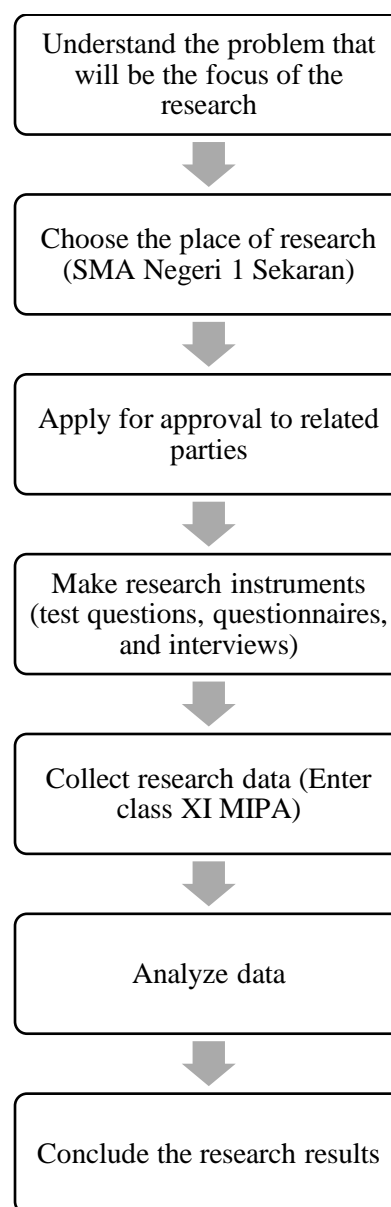 Understand the problem that
will be the focus of the
research
Choose the place of research
(SMA Negeri 1 Sekaran)
Apply for approval to related
parties
Make research instruments
(test questions, questionnaires,
and interviews)
Collect research data (Enter
class XI MIPA)
Analyze data
Conclude the research results